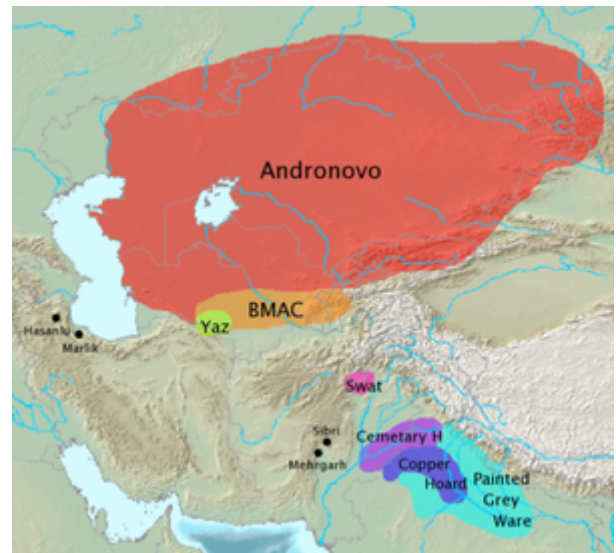 Andronovo
BMAC
Yaz
Hasanlu
Marlik
Swat
Sibri
Mehrgarh
Cemetary H
Copper
Hoard
Painted
Grey
Ware